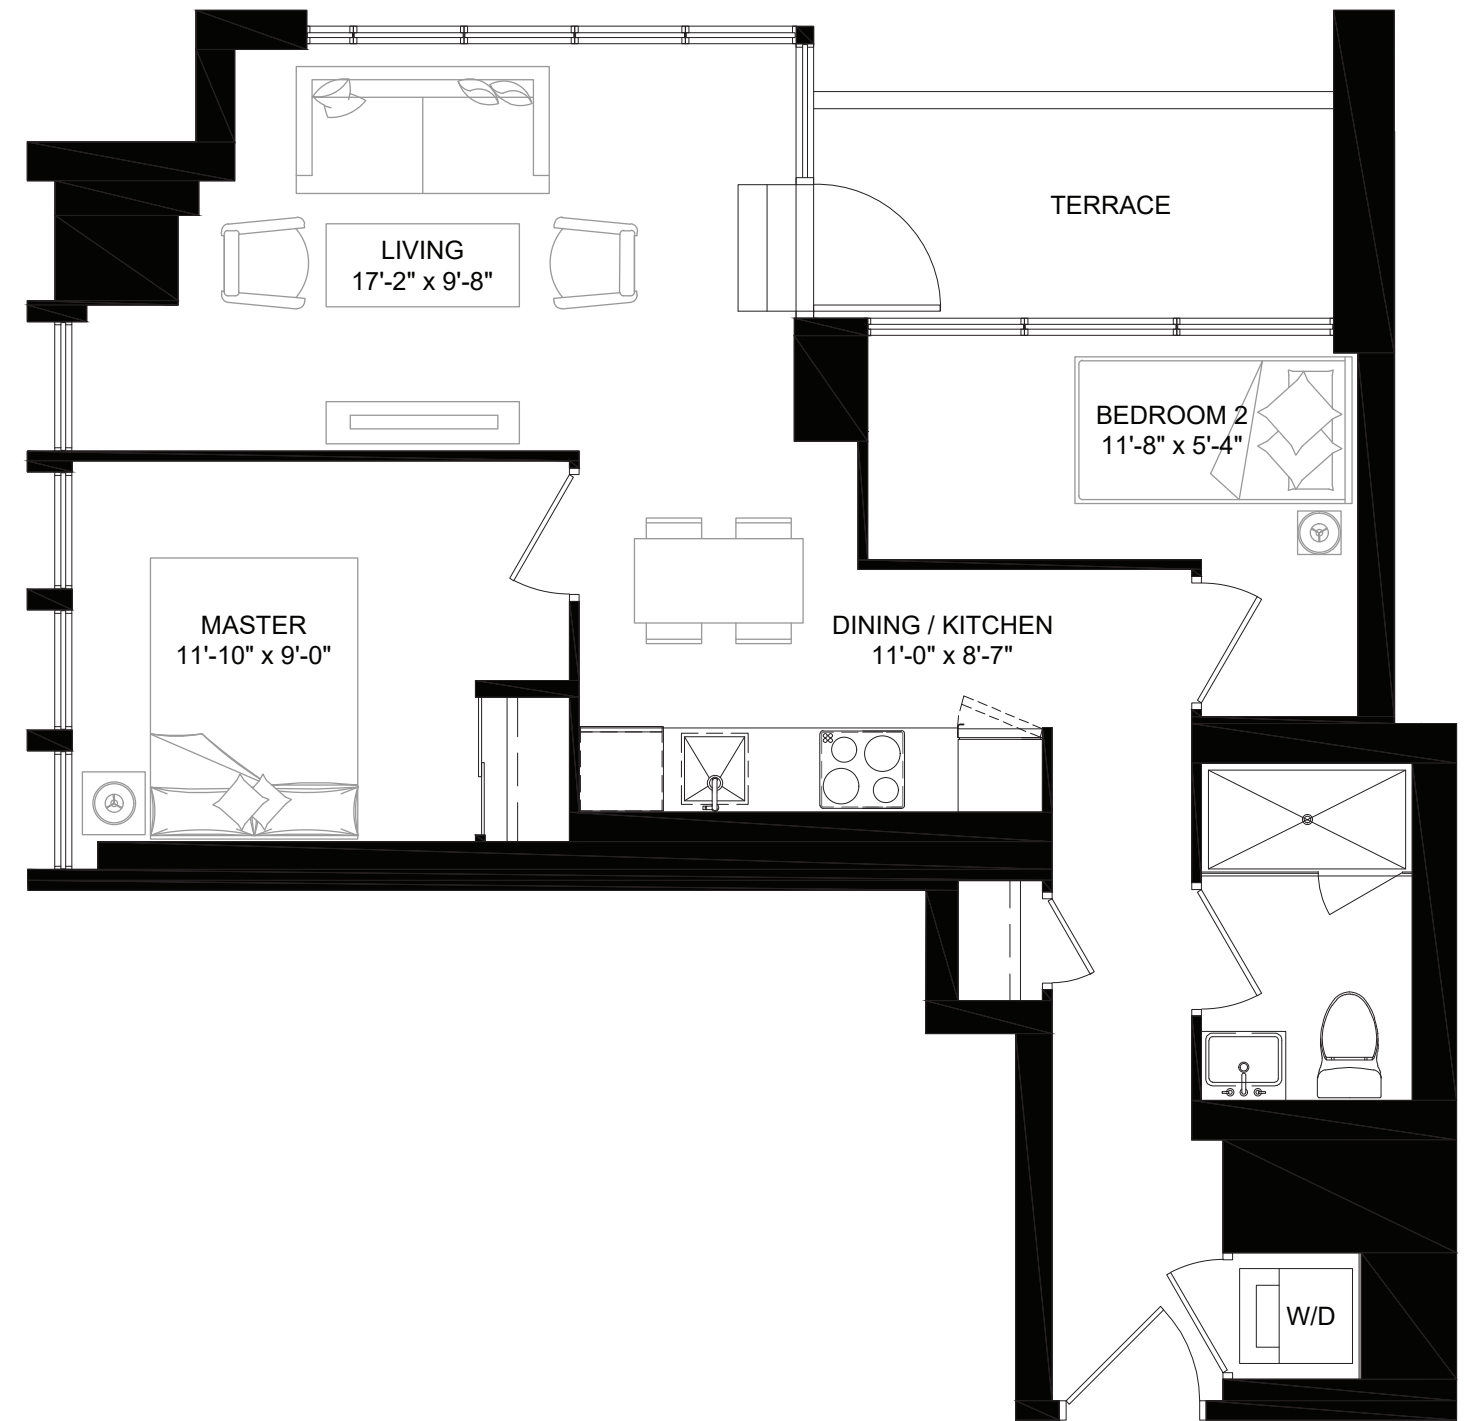 TERRACE
LIVING
17'-2" x 9'-8"
BEDROOM 2
11'-8" x 5'-4"
MASTER
11'-10" x 9'-0"
DINING / KITCHEN
11'-0" x 8'-7"
W/D